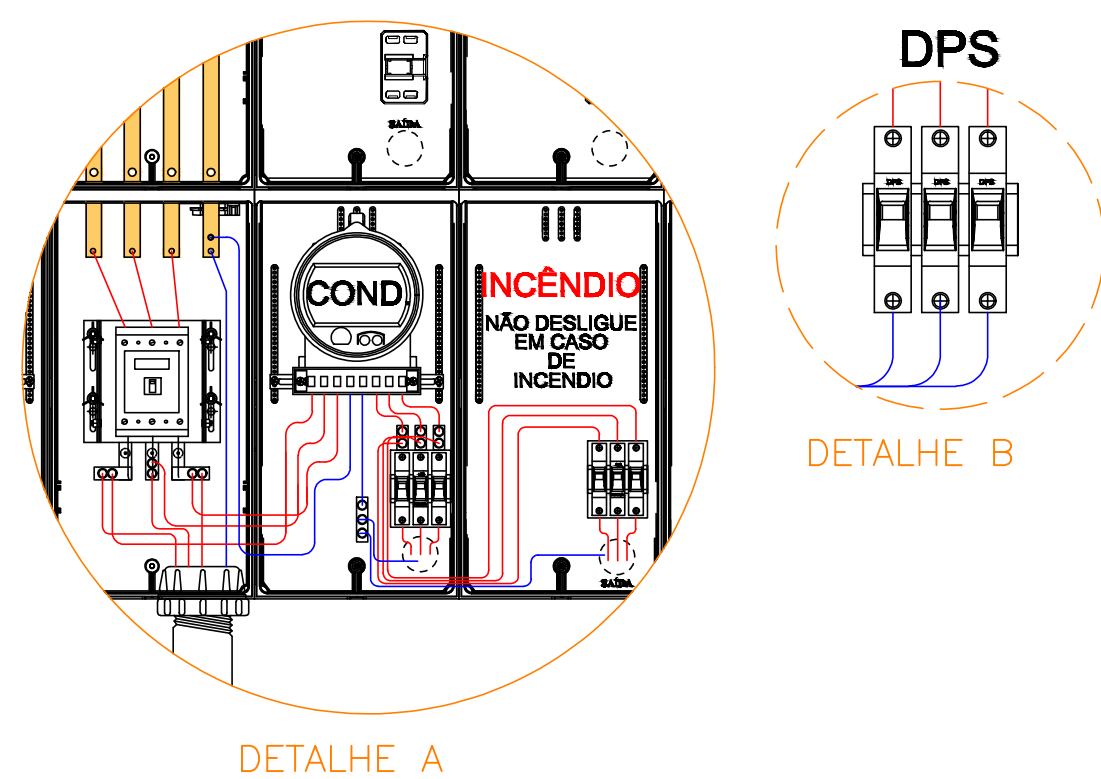 SAÍDA
COND.
INCÊNDIO
NÃO DESLIGUE
EM CASO
DE
INCENDIO
SAÍDA
DETALHE A
DPS
DPS
DPS
DPS
DETALHE B